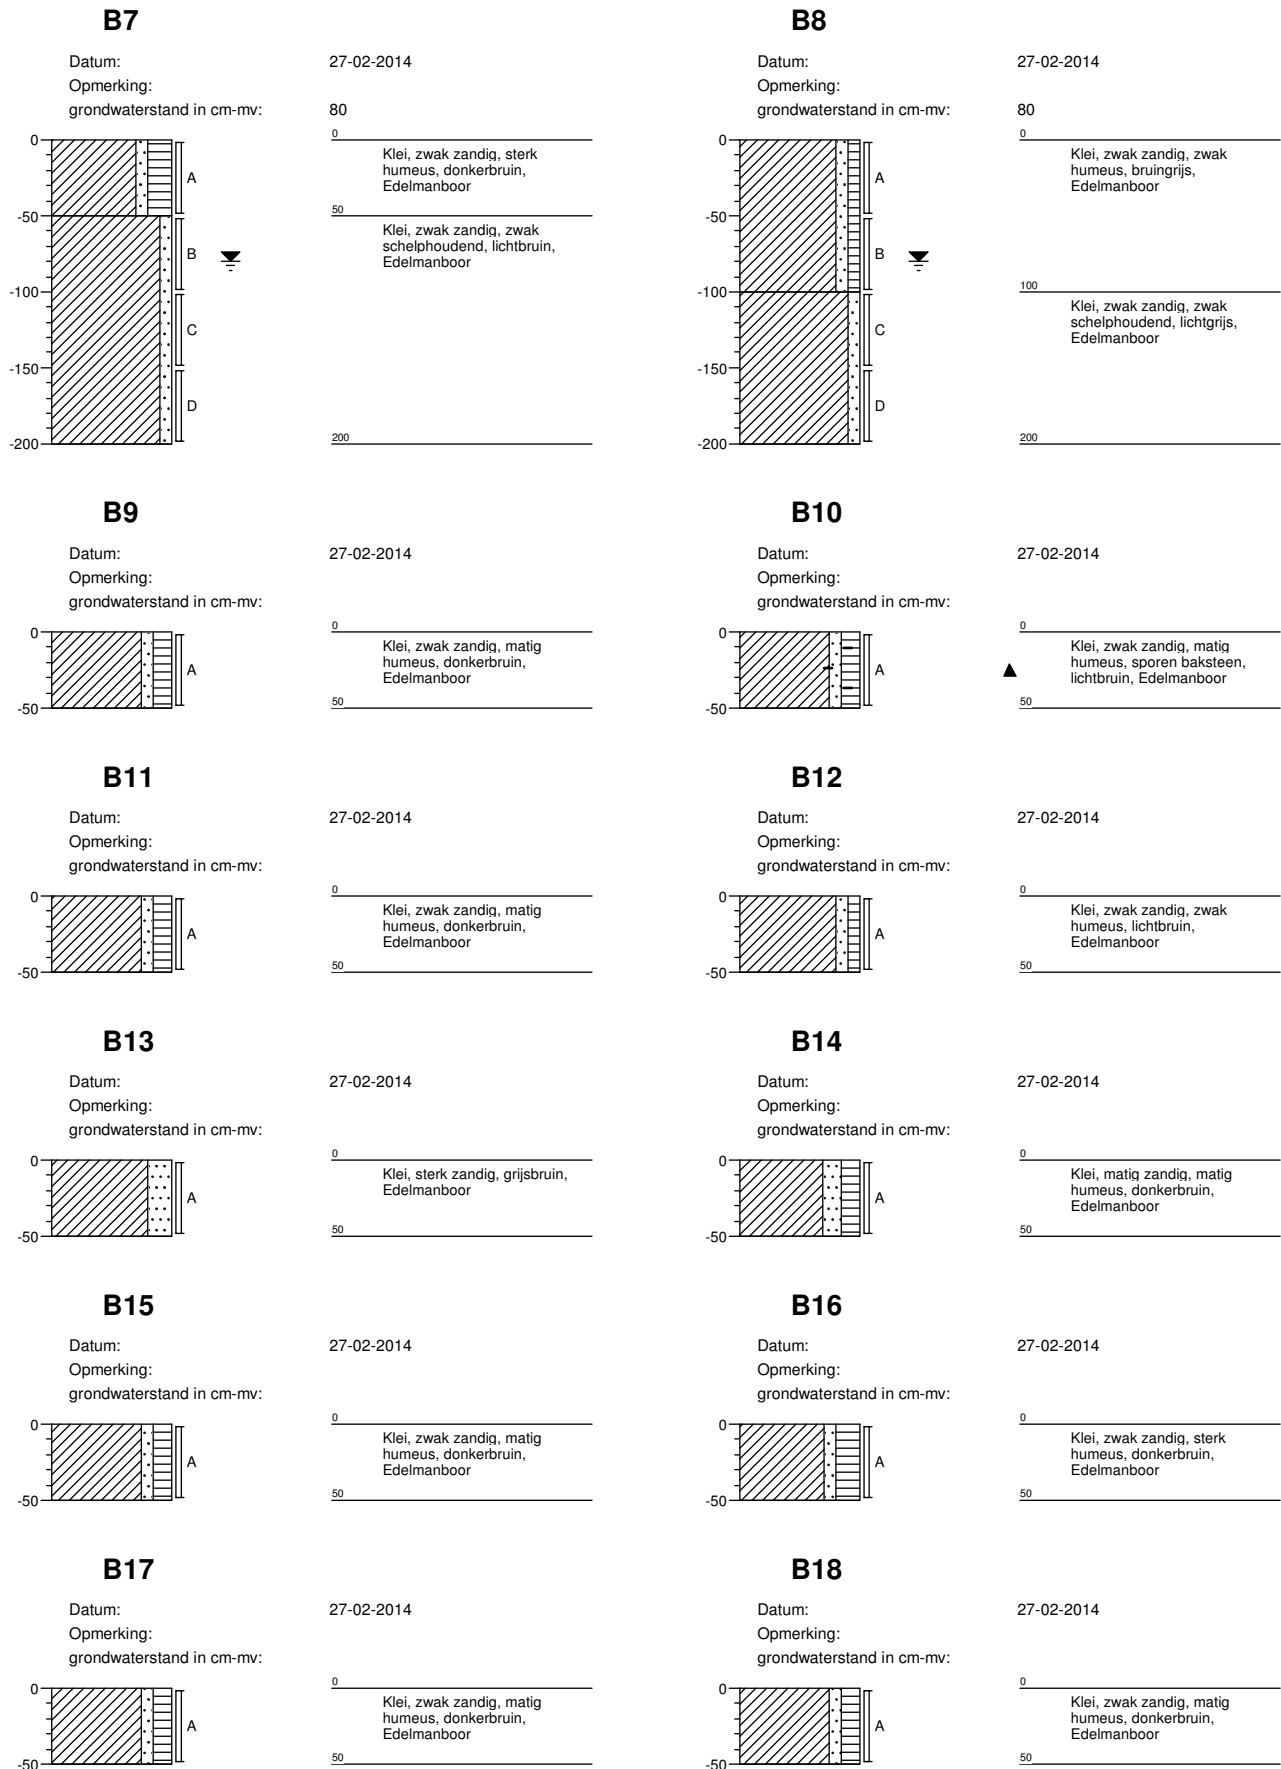 B7
Datum: 27-02-2014
Opmerking:
grondwaterstand in cm-mv: 80
0
-50
-100
-150
-200
A
B
C
D
0
Klei, zwak zandig, sterk
humeus, donkerbruin,
Edelmanboor
50
Klei, zwak zandig, zwak
schelphoudend, lichtbruin,
Edelmanboor
200
B8
Datum: 27-02-2014
Opmerking:
grondwaterstand in cm-mv: 80
0
-50
-100
-150
-200
A
B
C
D
0
Klei, zwak zandig, zwak
humeus, bruingrijs,
Edelmanboor
100
Klei, zwak zandig, zwak
schelphoudend, lichtgrijs,
Edelmanboor
200
B9
Datum: 27-02-2014
Opmerking:
grondwaterstand in cm-mv:
0
-50
A
0
Klei, zwak zandig, matig
humeus, donkerbruin,
Edelmanboor
50
B10
Datum: 27-02-2014
Opmerking:
grondwaterstand in cm-mv:
0
-50
A
0
Klei, zwak zandig, matig
humeus, sporen baksteen,
lichtbruin, Edelmanboor
50
B11
Datum: 27-02-2014
Opmerking:
grondwaterstand in cm-mv:
0
-50
A
0
Klei, zwak zandig, matig
humeus, donkerbruin,
Edelmanboor
50
B12
Datum: 27-02-2014
Opmerking:
grondwaterstand in cm-mv:
0
-50
A
0
Klei, zwak zandig, zwak
humeus, lichtbruin,
Edelmanboor
50
B13
Datum: 27-02-2014
Opmerking:
grondwaterstand in cm-mv:
0
-50
A
0
Klei, sterk zandig, grijsbruin,
Edelmanboor
50
B14
Datum: 27-02-2014
Opmerking:
grondwaterstand in cm-mv:
0
-50
A
0
Klei, matig zandig, matig
humeus, donkerbruin,
Edelmanboor
50
B15
Datum: 27-02-2014
Opmerking:
grondwaterstand in cm-mv:
0
-50
A
0
Klei, zwak zandig, matig
humeus, donkerbruin,
Edelmanboor
50
B16
Datum: 27-02-2014
Opmerking:
grondwaterstand in cm-mv:
0
-50
A
0
Klei, zwak zandig, sterk
humeus, donkerbruin,
Edelmanboor
50
B17
Datum: 27-02-2014
Opmerking:
grondwaterstand in cm-mv:
0
-50
A
0
Klei, zwak zandig, matig
humeus, donkerbruin,
Edelmanboor
50
B18
Datum: 27-02-2014
Opmerking:
grondwaterstand in cm-mv:
0
-50
A
0
Klei, zwak zandig, matig
humeus, donkerbruin,
Edelmanboor
50